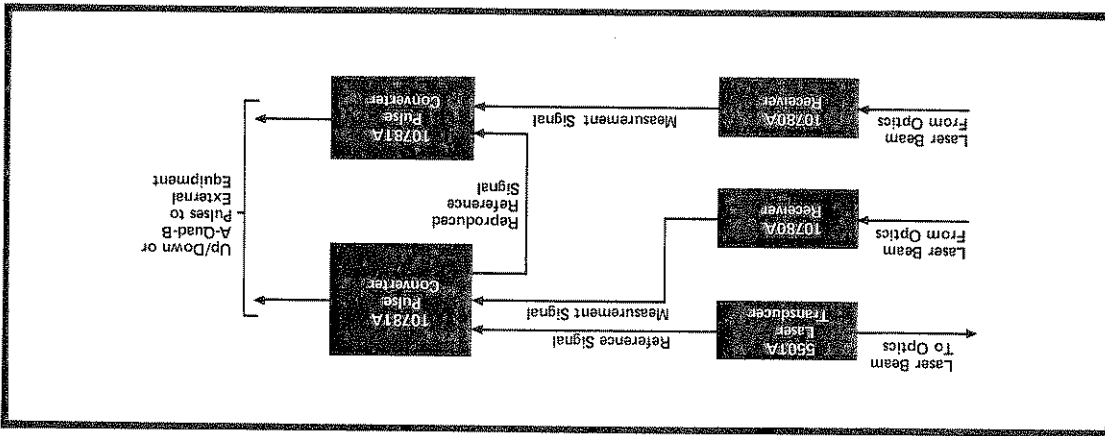 Laser Beam
To Optics
5501A
Laser
Transducer
Reference Signal
Measurement Signal
10781A
Pulse
Converter
Laser Beam
From Optics
10780A
Receiver
Reproduced
Reference
Signal
Up/Down or
A-Quad-B
Pulses to
External
Equipment
Laser Beam
From Optics
10780A
Receiver
Measurement Signal
10781A
Pulse
Converter